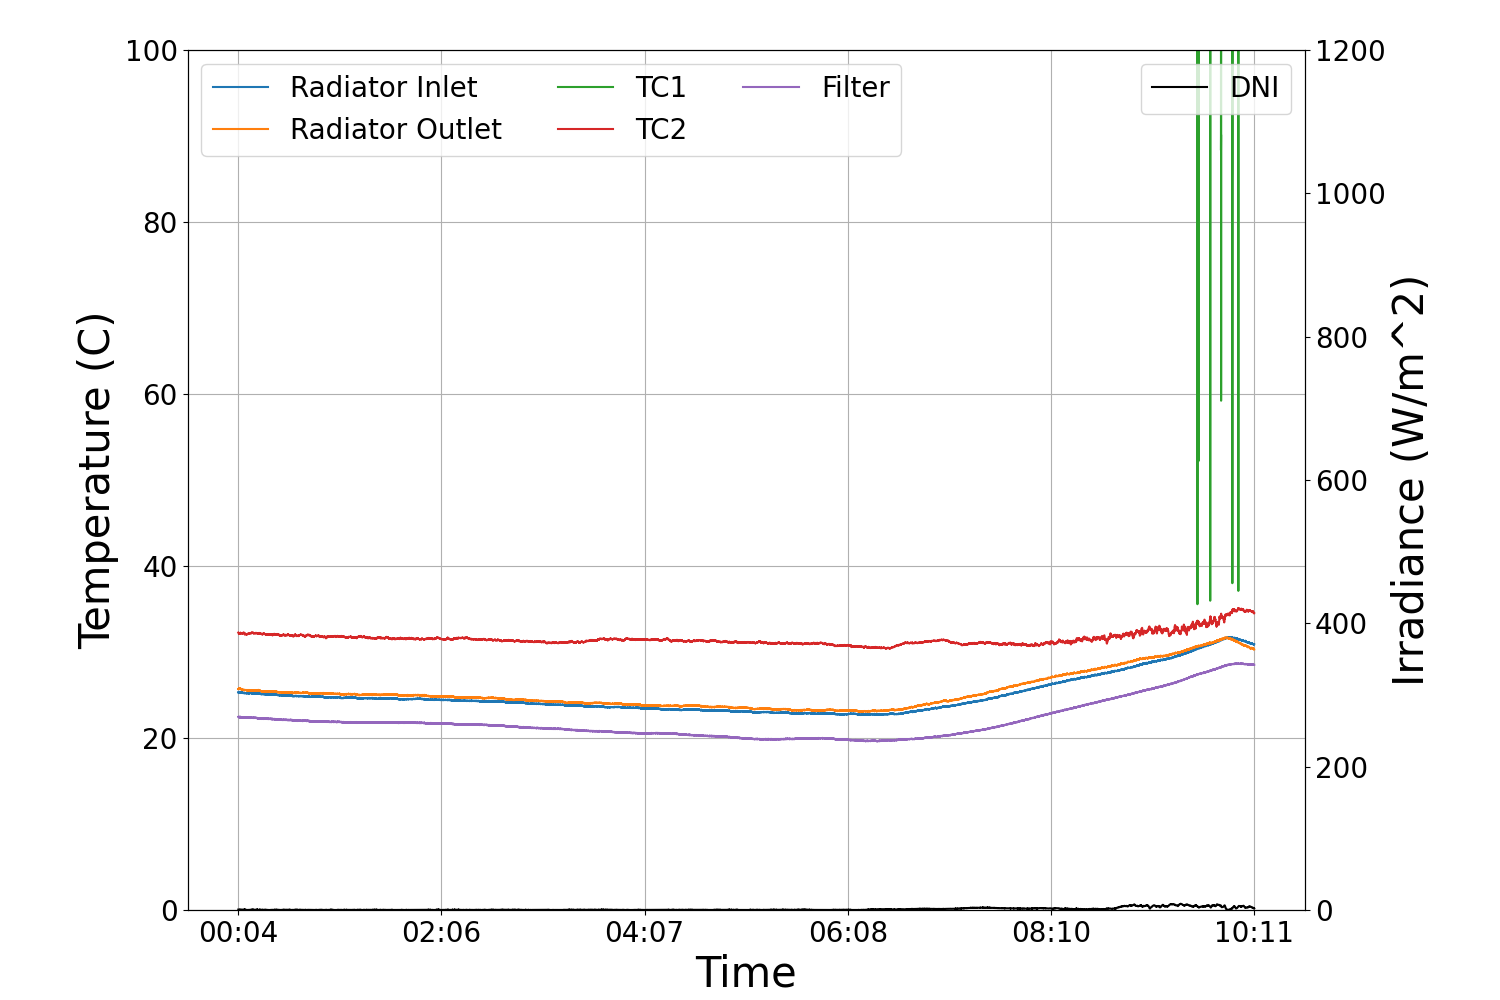 100
80
60
40
20
0
Temperature (C)
Radiator Inlet
Radiator Outlet
TC1
TC2
Filter
DNI
1200
1000
800
600
400
200
0
Irradiance (W/m^2)
00:04 02:06 04:07 06:08 08:10 10:11
Time